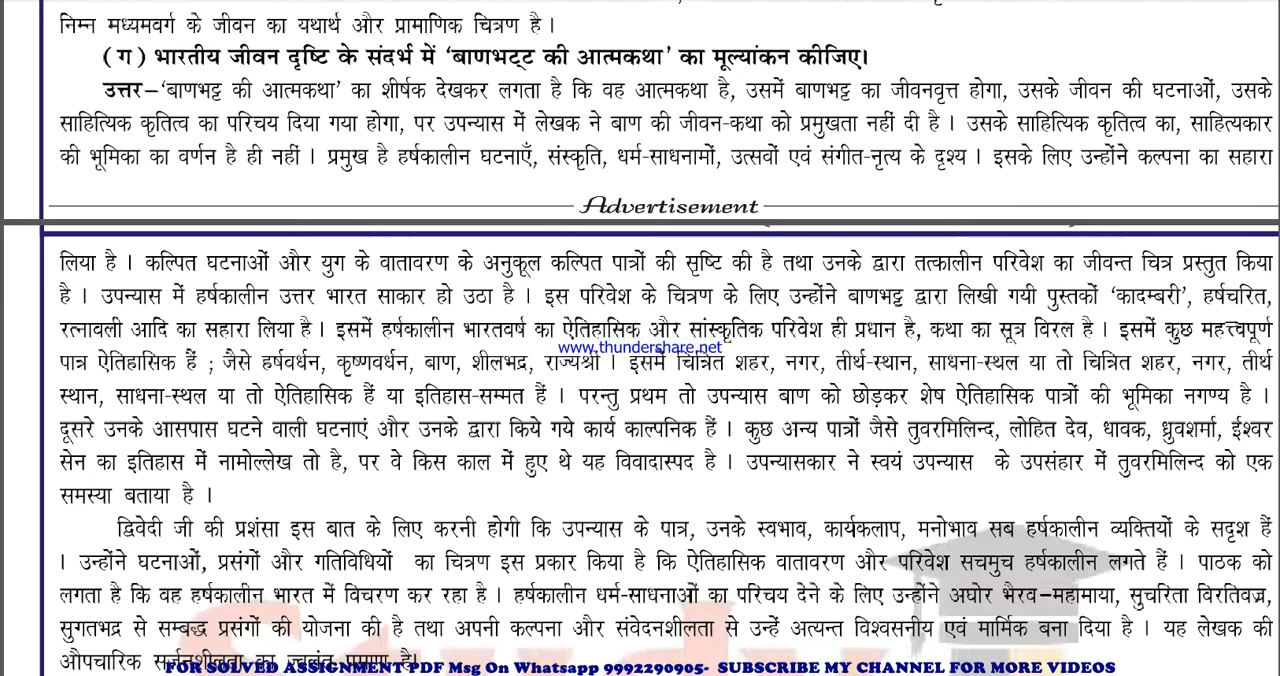 निम्न मध्यमवर्ग के जीवन का यथार्थ और प्रामाणिक चित्रण है ।
( ग ) भारतीय जीवन दृष्टि के संदर्भ में ‘बाणभट्ट की आत्मकथा’ का मूल्यांकन कीजिए।
उत्तर–‘बाणभट्ट की आत्मकथा’ का शीर्षक देखकर लगता है कि वह आत्मकथा है, उसमें बाणभट्ट का जीवनवृत्त होगा, उसके जीवन की घटनाओं, उसके
साहित्यिक कृतित्व का परिचय दिया गया होगा, पर उपन्यास में लेखक ने बाण की जीवन-कथा को प्रमुखता नहीं दी है । उसके साहित्यिक कृतित्व का, साहित्यकार
की भूमिका का वर्णन है ही नहीं । प्रमुख है हर्षकालीन घटनाएँ, संस्कृति, धर्म-साधनामों, उत्सवों एवं संगीत-नृत्य के दृश्य । इसके लिए उन्होंने कल्पना का सहारा
Advertisement
लिया है । कल्पित घटनाओं और युग के वातावरण के अनुकूल कल्पित पात्रों की सृष्टि की है तथा उनके द्वारा तत्कालीन परिवेश का जीवन्त चित्र प्रस्तुत किया
है । उपन्यास में हर्षकालीन उत्तर भारत साकार हो उठा है । इस परिवेश के चित्रण के लिए उन्होंने बाणभट्ट द्वारा लिखी गयी पुस्तकों ‘कादम्बरी’, हर्षचरित,
रत्नावली आदि का सहारा लिया है । इसमें हर्षकालीन भारतवर्ष का ऐतिहासिक और सांस्कृतिक परिवेश ही प्रधान है, कथा का सूत्र विरल है । इसमें कुछ महत्त्वपूर्ण
www.thundershare.net
पात्र ऐतिहासिक हैं ; जैसे हर्षवर्धन, कृष्णवर्धन, बाण, शीलभद्र, राज्यश्री । इसमें चित्रित शहर, नगर, तीर्थ-स्थान, साधना-स्थल या तो चित्रित शहर, नगर, तीर्थ
स्थान, साधना-स्थल या तो ऐतिहासिक हैं या इतिहास-सम्मत हैं । परन्तु प्रथम तो उपन्यास बाण को छोड़कर शेष ऐतिहासिक पात्रों की भूमिका नगण्य है ।
दूसरे उनके आसपास घटने वाली घटनाएं और उनके द्वारा किये गये कार्य काल्पनिक हैं । कुछ अन्य पात्रों जैसे तुवरमिलिन्द, लोहित देव, धावक, ध्रुवशर्मा, ईश्वर
सेन का इतिहास में नामोल्लेख तो है, पर वे किस काल में हुए थे यह विवादास्पद है । उपन्यासकार ने स्वयं उपन्यास के उपसंहार में तुवरमिलिन्द को एक
समस्या बताया है ।
द्विवेदी जी की प्रशंसा इस बात के लिए करनी होगी कि उपन्यास के पात्र, उनके स्वभाव, कार्यकलाप, मनोभाव सब हर्षकालीन व्यक्तियों के सदृश हैं
। उन्होंने घटनाओं, प्रसंगों और गतिविधियों का चित्रण इस प्रकार किया है कि ऐतिहासिक वातावरण और परिवेश सचमुच हर्षकालीन लगते हैं । पाठक को
लगता है कि वह हर्षकालीन भारत में विचरण कर रहा है । हर्षकालीन धर्म-साधनाओं का परिचय देने के लिए उन्होंने अघोर भैरव–महामाया, सुचरिता विरतिवज्र,
सुगतभद्र से सम्बद्ध प्रसंगों की योजना की है तथा अपनी कल्पना और संवेदनशीलता से उन्हें अत्यन्त विश्वसनीय एवं मार्मिक बना दिया है । यह लेखक की
औपचारिक
FOR SOLVED ASSIGNMENT PDF Msg On Whatsapp 9992290905- SUBSCRIBE MY CHANNEL FOR MORE VIDEOS